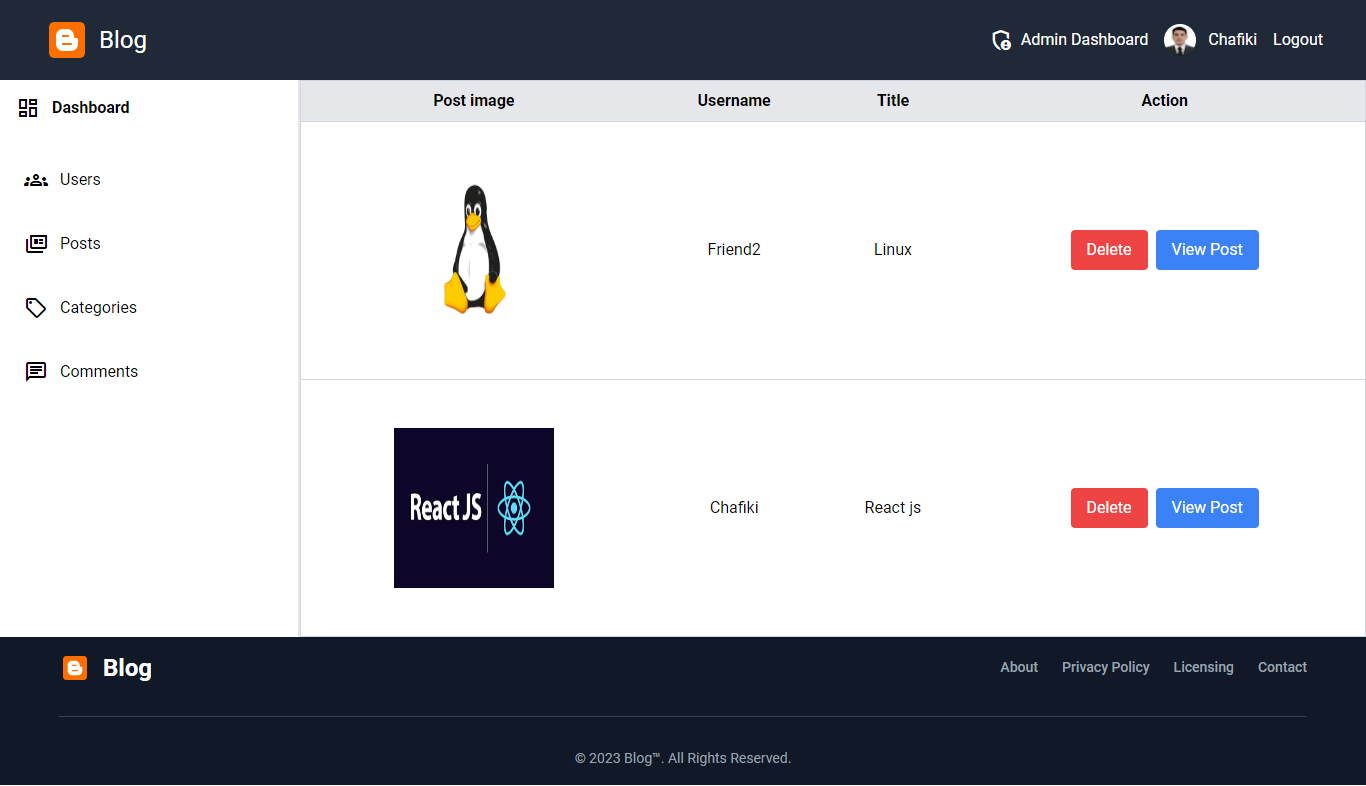 Blog
Admin Dashboard Chafiki Logout
Dashboard
Users
Posts
Categories
Comments
Post image Username Title Action
Friend2 Linux Delete View Post
React JS
Chafiki React js Delete View Post
Blog
About Privacy Policy Licensing Contact
© 2023 Blog™. All Rights Reserved.